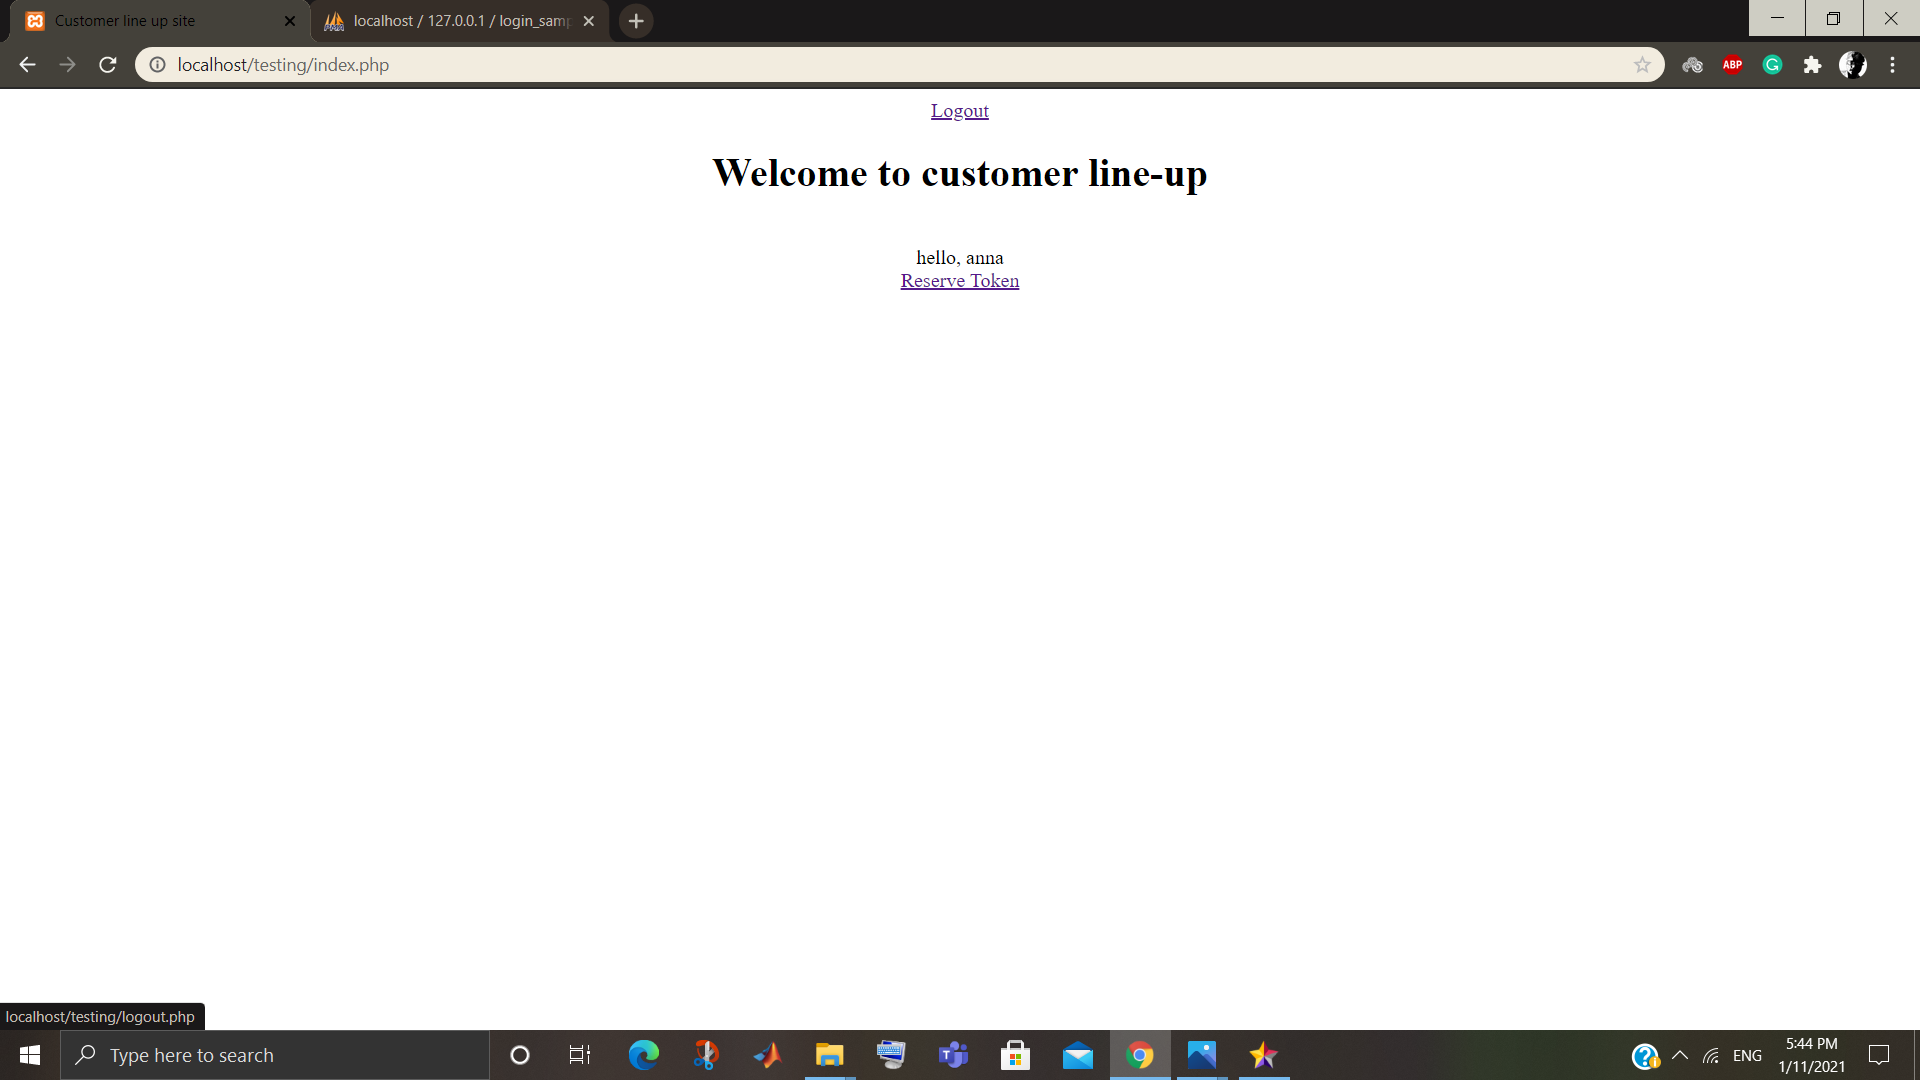 Customer line up site
localhost / 127.0.0.1 / login_samp
localhost/testing/index.php
ABP
Logout
Welcome to customer line-up
hello, anna
Reserve Token
localhost/testing/logout.php
Type here to search
ENG
5:44 PM
1/11/2021